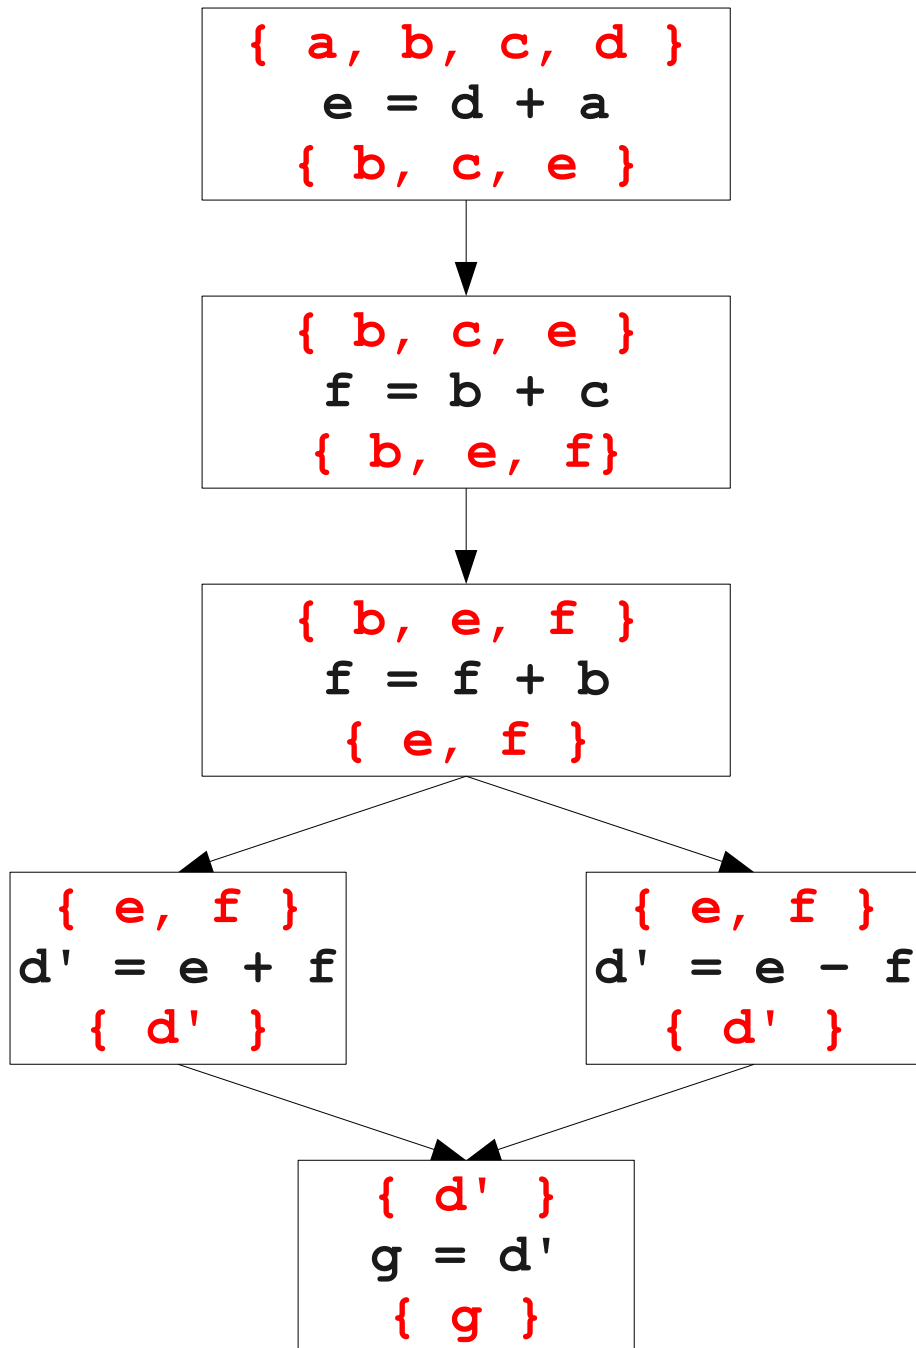 { a, b, c, d }
e = d + a
{ b, c, e }
{ b, c, e }
f = b + c
{ b, e, f}
{ b, e, f }
f = f + b
{ e, f }
{ e, f }
d' = e + f
{ d' }
{ e, f }
d' = e - f
{ d' }
{ d' }
g = d'
{ g }